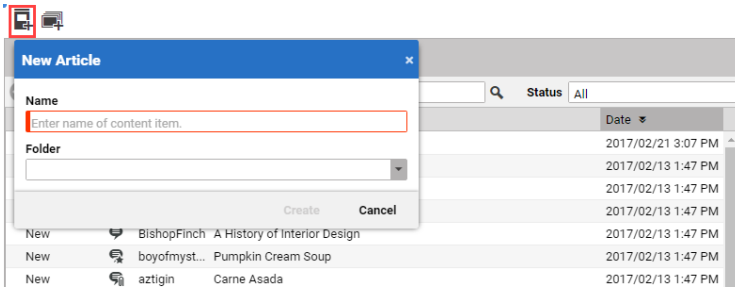 New Article ×
Status All
Name
Enter name of content item.
Date
Folder
2017/02/21 3:07 PM
2017/02/13 1:47 PM
2017/02/13 1:47 PM
Create Cancel 2017/02/13 1:47 PM
New BishopFinch A History of Interior Design 2017/02/13 1:47 PM
New boyofmyst... Pumpkin Cream Soup 2017/02/13 1:47 PM
New aztigin Carne Asada 2017/02/13 1:47 PM